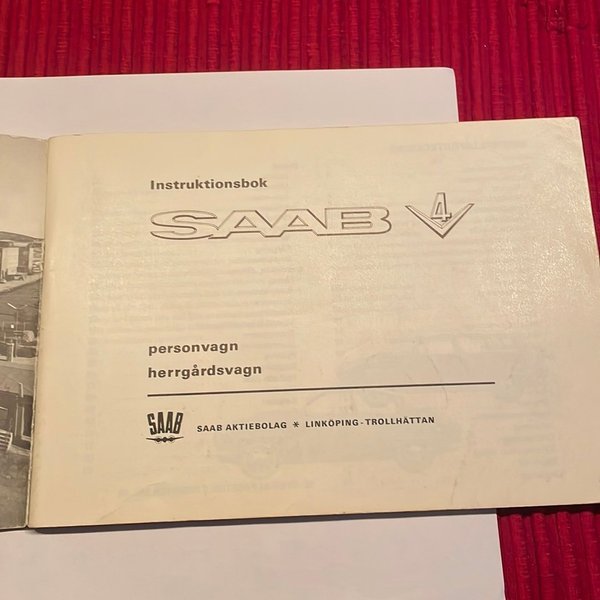 Instruktionsbok
SAAB V4
personvagn
herrgårdsvagn
SAAB
SAAB AKTIEBOLAG * LINKÖPING-TROLLHÄTTAN